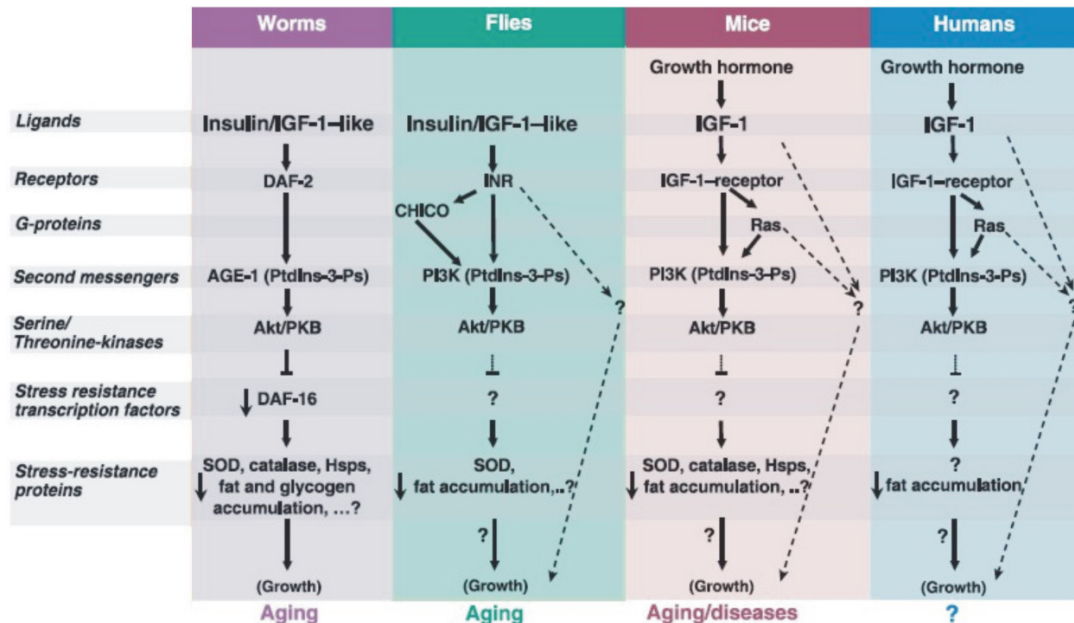 Worms Flies Mice Humans
Growth hormone Growth hormone
Ligands Insulin/IGF-1–like Insulin/IGF-1–like IGF-1 IGF-1
Receptors DAF-2 INR IGF-1–receptor IGF-1–receptor
CHICO
G-proteins Ras Ras
Second messengers AGE-1 (PtdIns-3-Ps) PI3K (PtdIns-3-Ps) PI3K (PtdIns-3-Ps) PI3K (PtdIns-3-Ps)
? ? ?
Serine/
Threonine-kinases Akt/PKB Akt/PKB Akt/PKB Akt/PKB
Stress resistance
transcription factors DAF-16 ? ? ?
Stress-resistance
proteins
SOD, catalase, Hsps,
fat and glycogen
accumulation, ...?
SOD,
fat accumulation,..?
SOD, catalase, Hsps,
fat accumulation, ..?
?
fat accumulation
? ? ?
(Growth) (Growth) (Growth) (Growth)
Aging Aging Aging/diseases ?